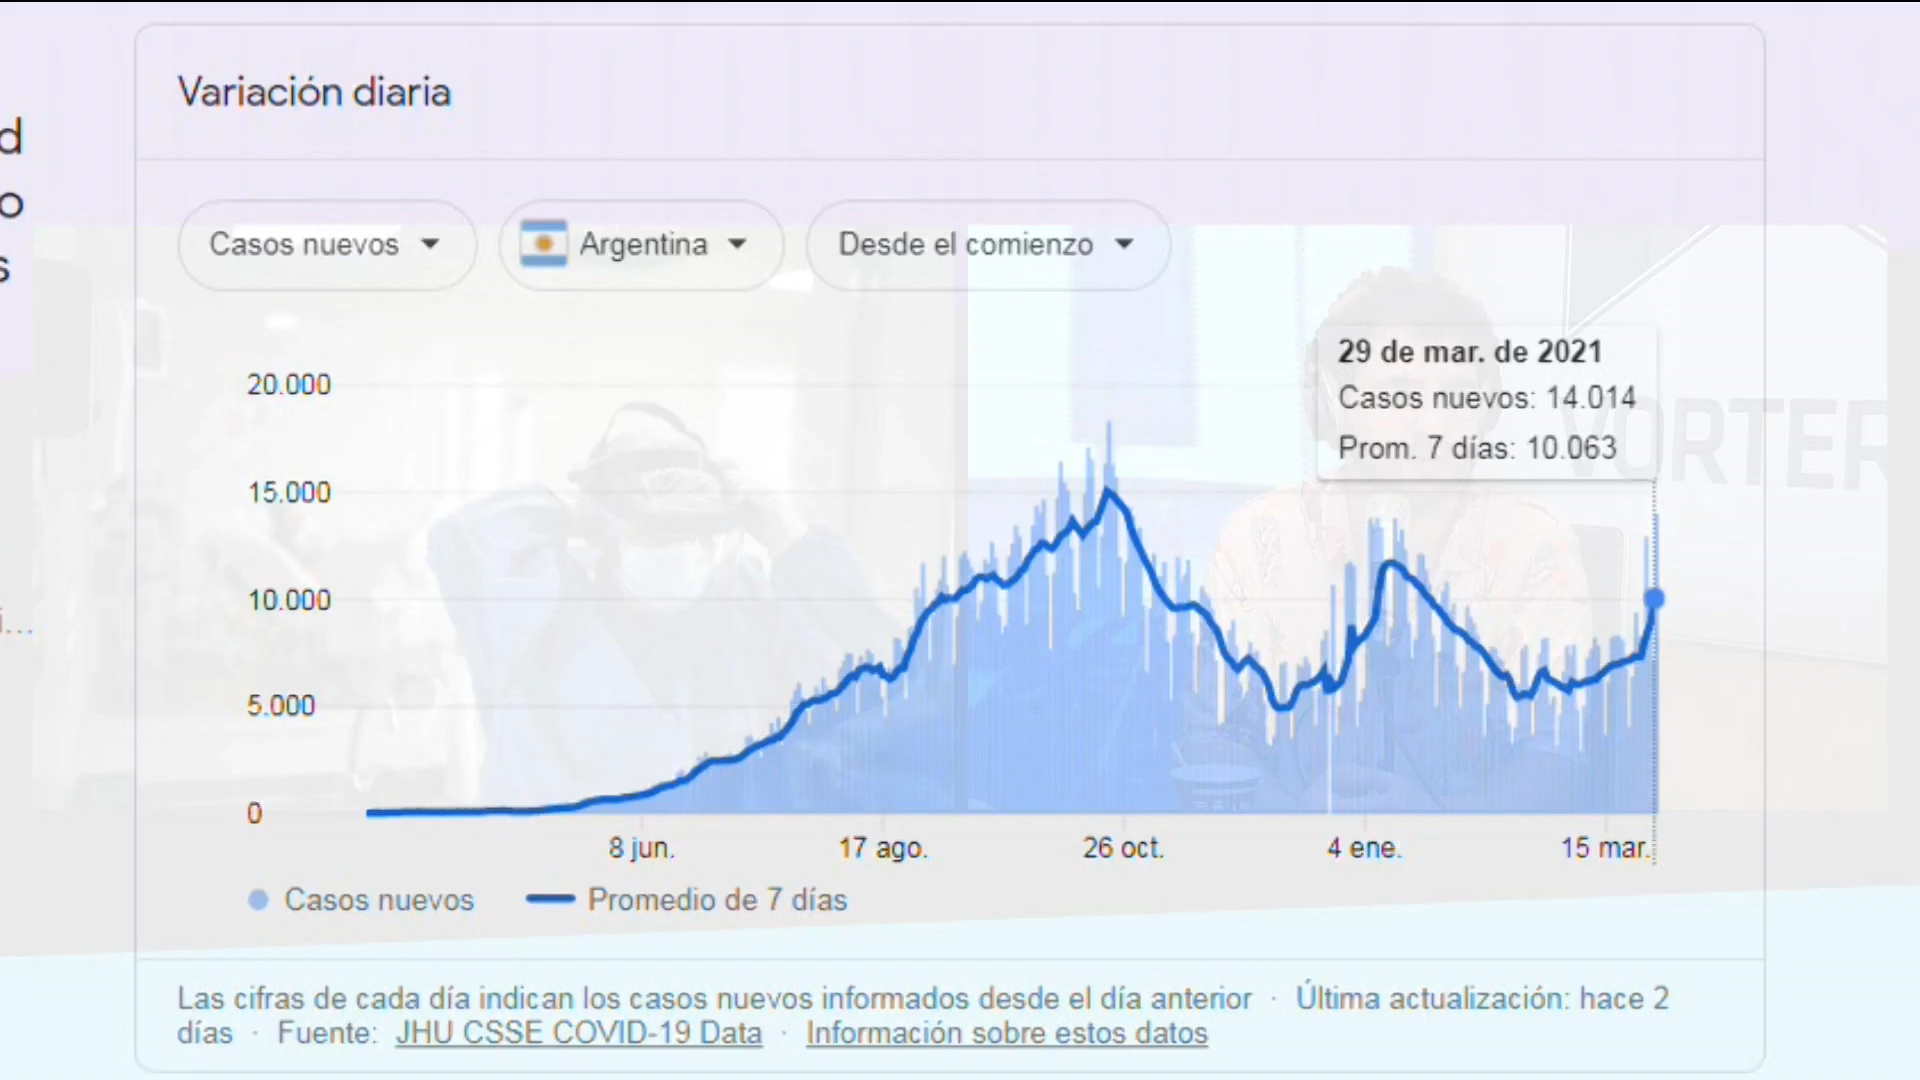 Variación diaria
d
o
s
Casos nuevos
Argentina
Desde el comienzo
29 de mar. de 2021
Casos nuevos: 14.014
Prom. 7 días: 10.063
VORTER
20.000
15.000
10.000
5.000
0
i...
8 jun.
17 ago.
26 oct.
4 ene.
15 mar.
Casos nuevos
Promedio de 7 días
Las cifras de cada día indican los casos nuevos informados desde el día anterior · Última actualización: hace 2
días · Fuente: JHU CSSE COVID-19 Data · Información sobre estos datos